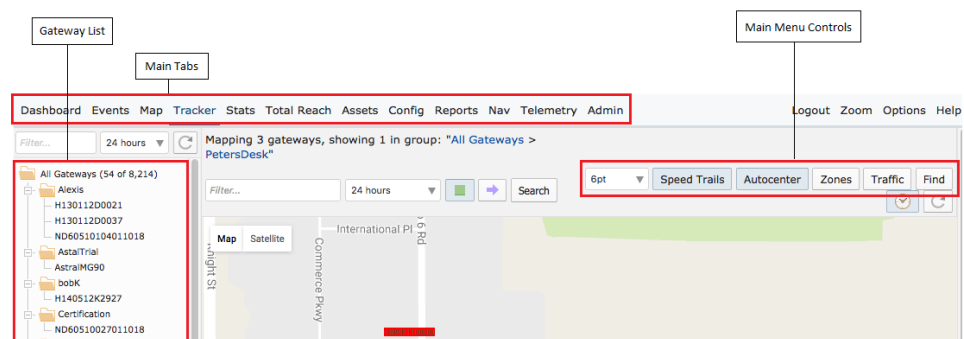 Gateway List
Main Menu Controls
Main Tabs
Dashboard Events Map Tracker Stats Total Reach Assets Config Reports Nav Telemetry Admin
Logout Zoom Options Help
Filter... 24 hours
Mapping 3 gateways, showing 1 in group: "All Gateways >
PetersDesk"
Filter... 24 hours Search
6pt Speed Trails Autocenter Zones Traffic Find
All Gateways (54 of 8,214)
Alexis
H130112D0021
H130112D0037
ND60510104011018
AstalTrial
AstralMG90
bobK
H140512K2927
Certification
ND60510027011018
Map Satellite
International Pl
6 Rd
Knight St
Commerce Pkwy